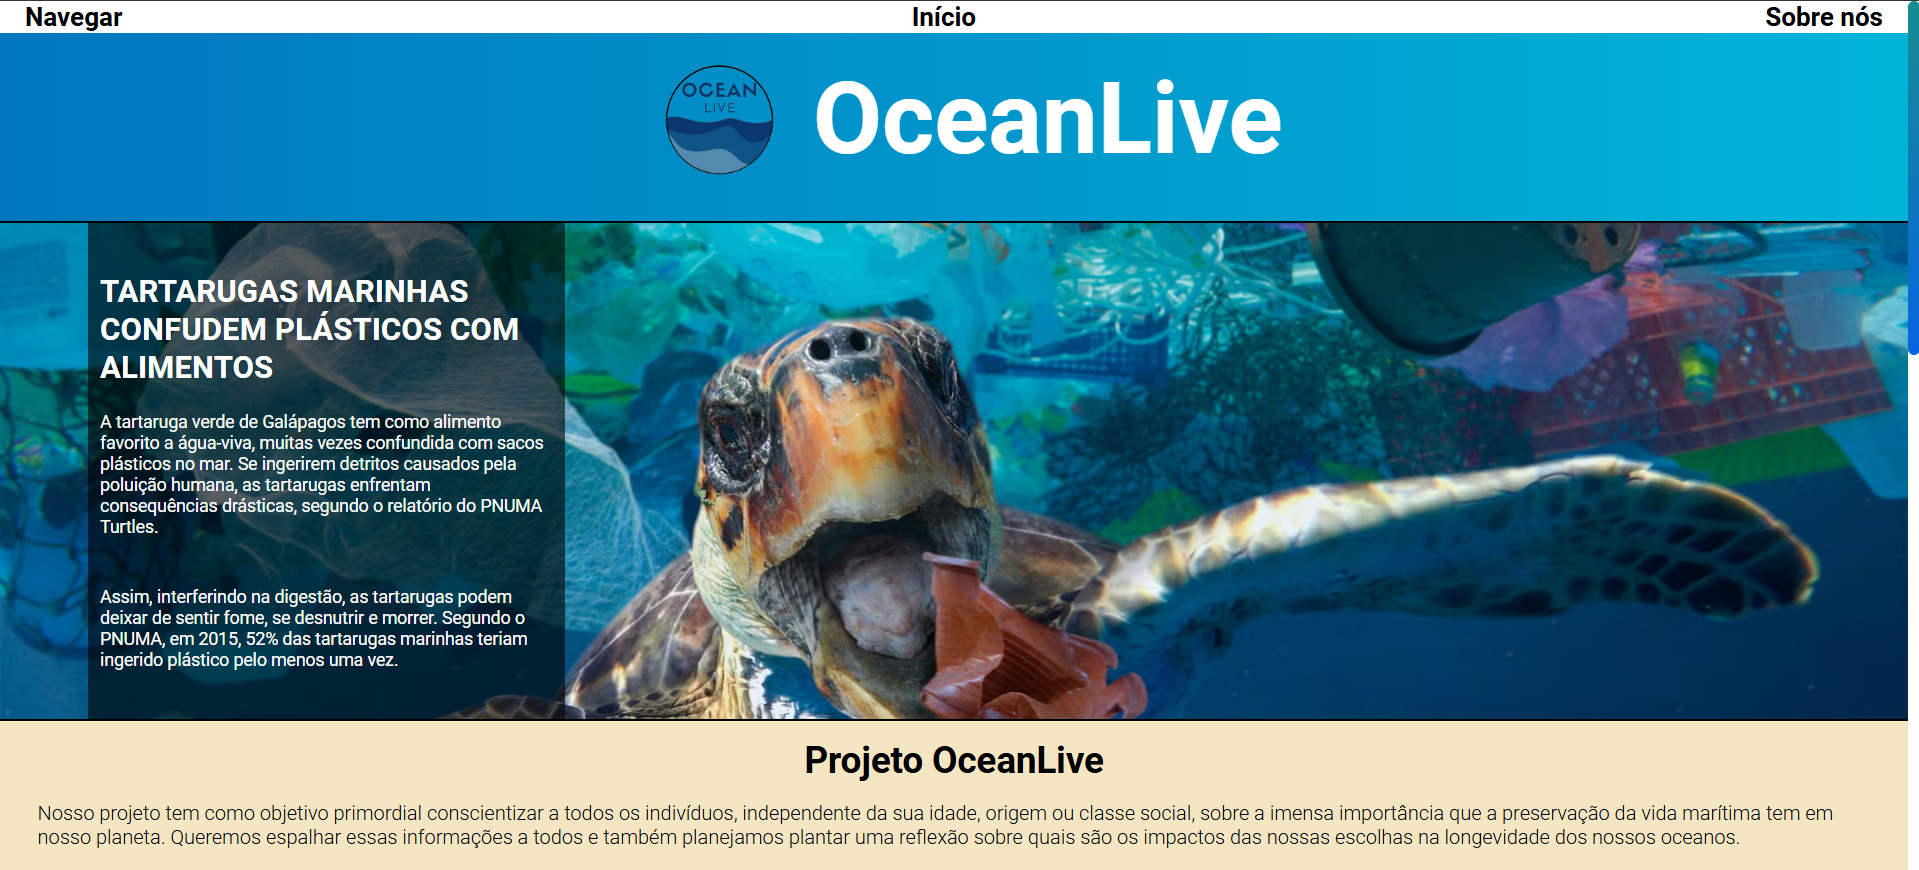 Navegar Início Sobre nós
OCEAN
LIVE
OceanLive
TARTARUGAS MARINHAS
CONFUDEM PLÁSTICOS COM
ALIMENTOS
A tartaruga verde de Galápagos tem como alimento
favorito a água-viva, muitas vezes confundida com sacos
plásticos no mar. Se ingerirem detritos causados pela
poluição humana, as tartarugas enfrentam
consequências drásticas, segundo o relatório do PNUMA
Turtles.
Assim, interferindo na digestão, as tartarugas podem
deixar de sentir fome, se desnutrir e morrer. Segundo o
PNUMA, em 2015, 52% das tartarugas marinhas teriam
ingerido plástico pelo menos uma vez.
Projeto OceanLive
Nosso projeto tem como objetivo primordial conscientizar a todos os indivíduos, independente da sua idade, origem ou classe social, sobre a imensa importância que a preservação da vida marítima tem em
nosso planeta. Queremos espalhar essas informações a todos e também planejamos plantar uma reflexão sobre quais são os impactos das nossas escolhas na longevidade dos nossos oceanos.